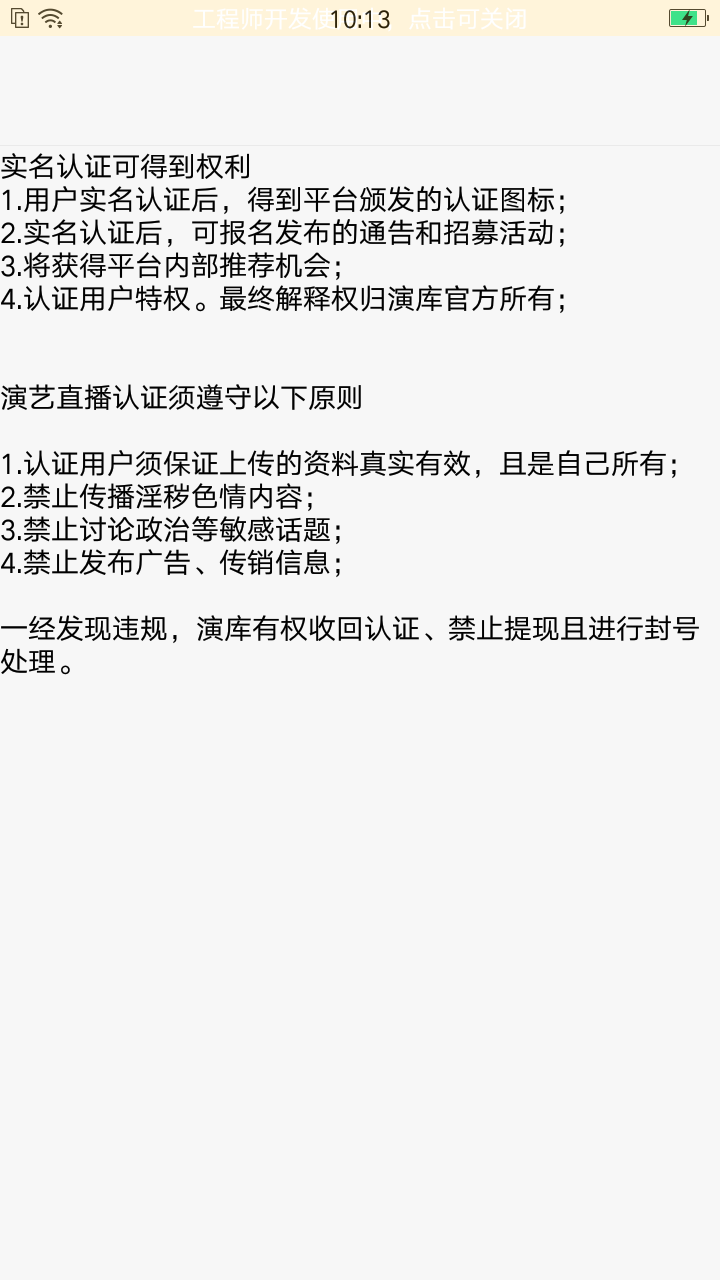 工程师开发使 点击可关闭
10:13
实名认证可得到权利
1.用户实名认证后，得到平台颁发的认证图标；
2.实名认证后，可报名发布的通告和招募活动；
3.将获得平台内部推荐机会；
4.认证用户特权。最终解释权归演库官方所有；
演艺直播认证须遵守以下原则
1.认证用户须保证上传的资料真实有效，且是自己所有；
2.禁止传播淫秽色情内容；
3.禁止讨论政治等敏感话题；
4.禁止发布广告、传销信息；
一经发现违规，演库有权收回认证、禁止提现且进行封号
处理。